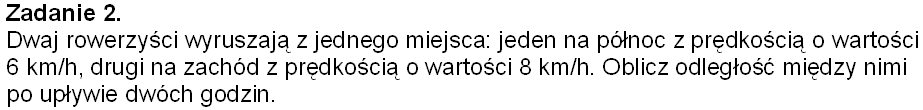 Zadanie 2.
Dwaj rowerzyści wyruszają z jednego miejsca: jeden na północ z prędkością o wartości
6 km/h, drugi na zachód z prędkością o wartości 8 km/h. Oblicz odległość między nimi
po upływie dwóch godzin.